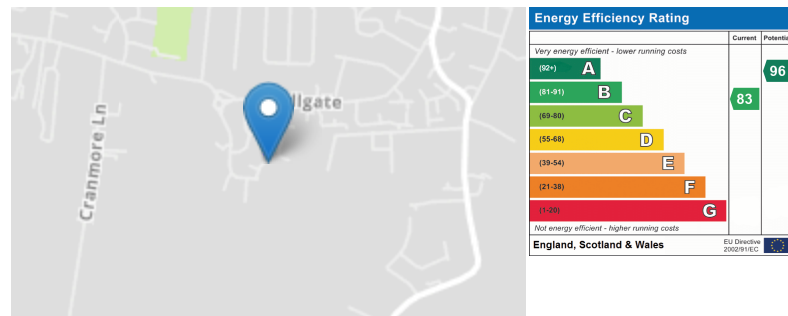 llgate
Cranmore Ln
Energy Efficiency Rating
Current Potentia
Very energy efficient - lower running costs
(92+) A 96
(81-91) B 83
(69-80) C
(55-68) D
(39-54) E
(21-38) F
(1-20) G
Not energy efficient - higher running costs
England, Scotland & Wales
EU Directive
2002/91/EC